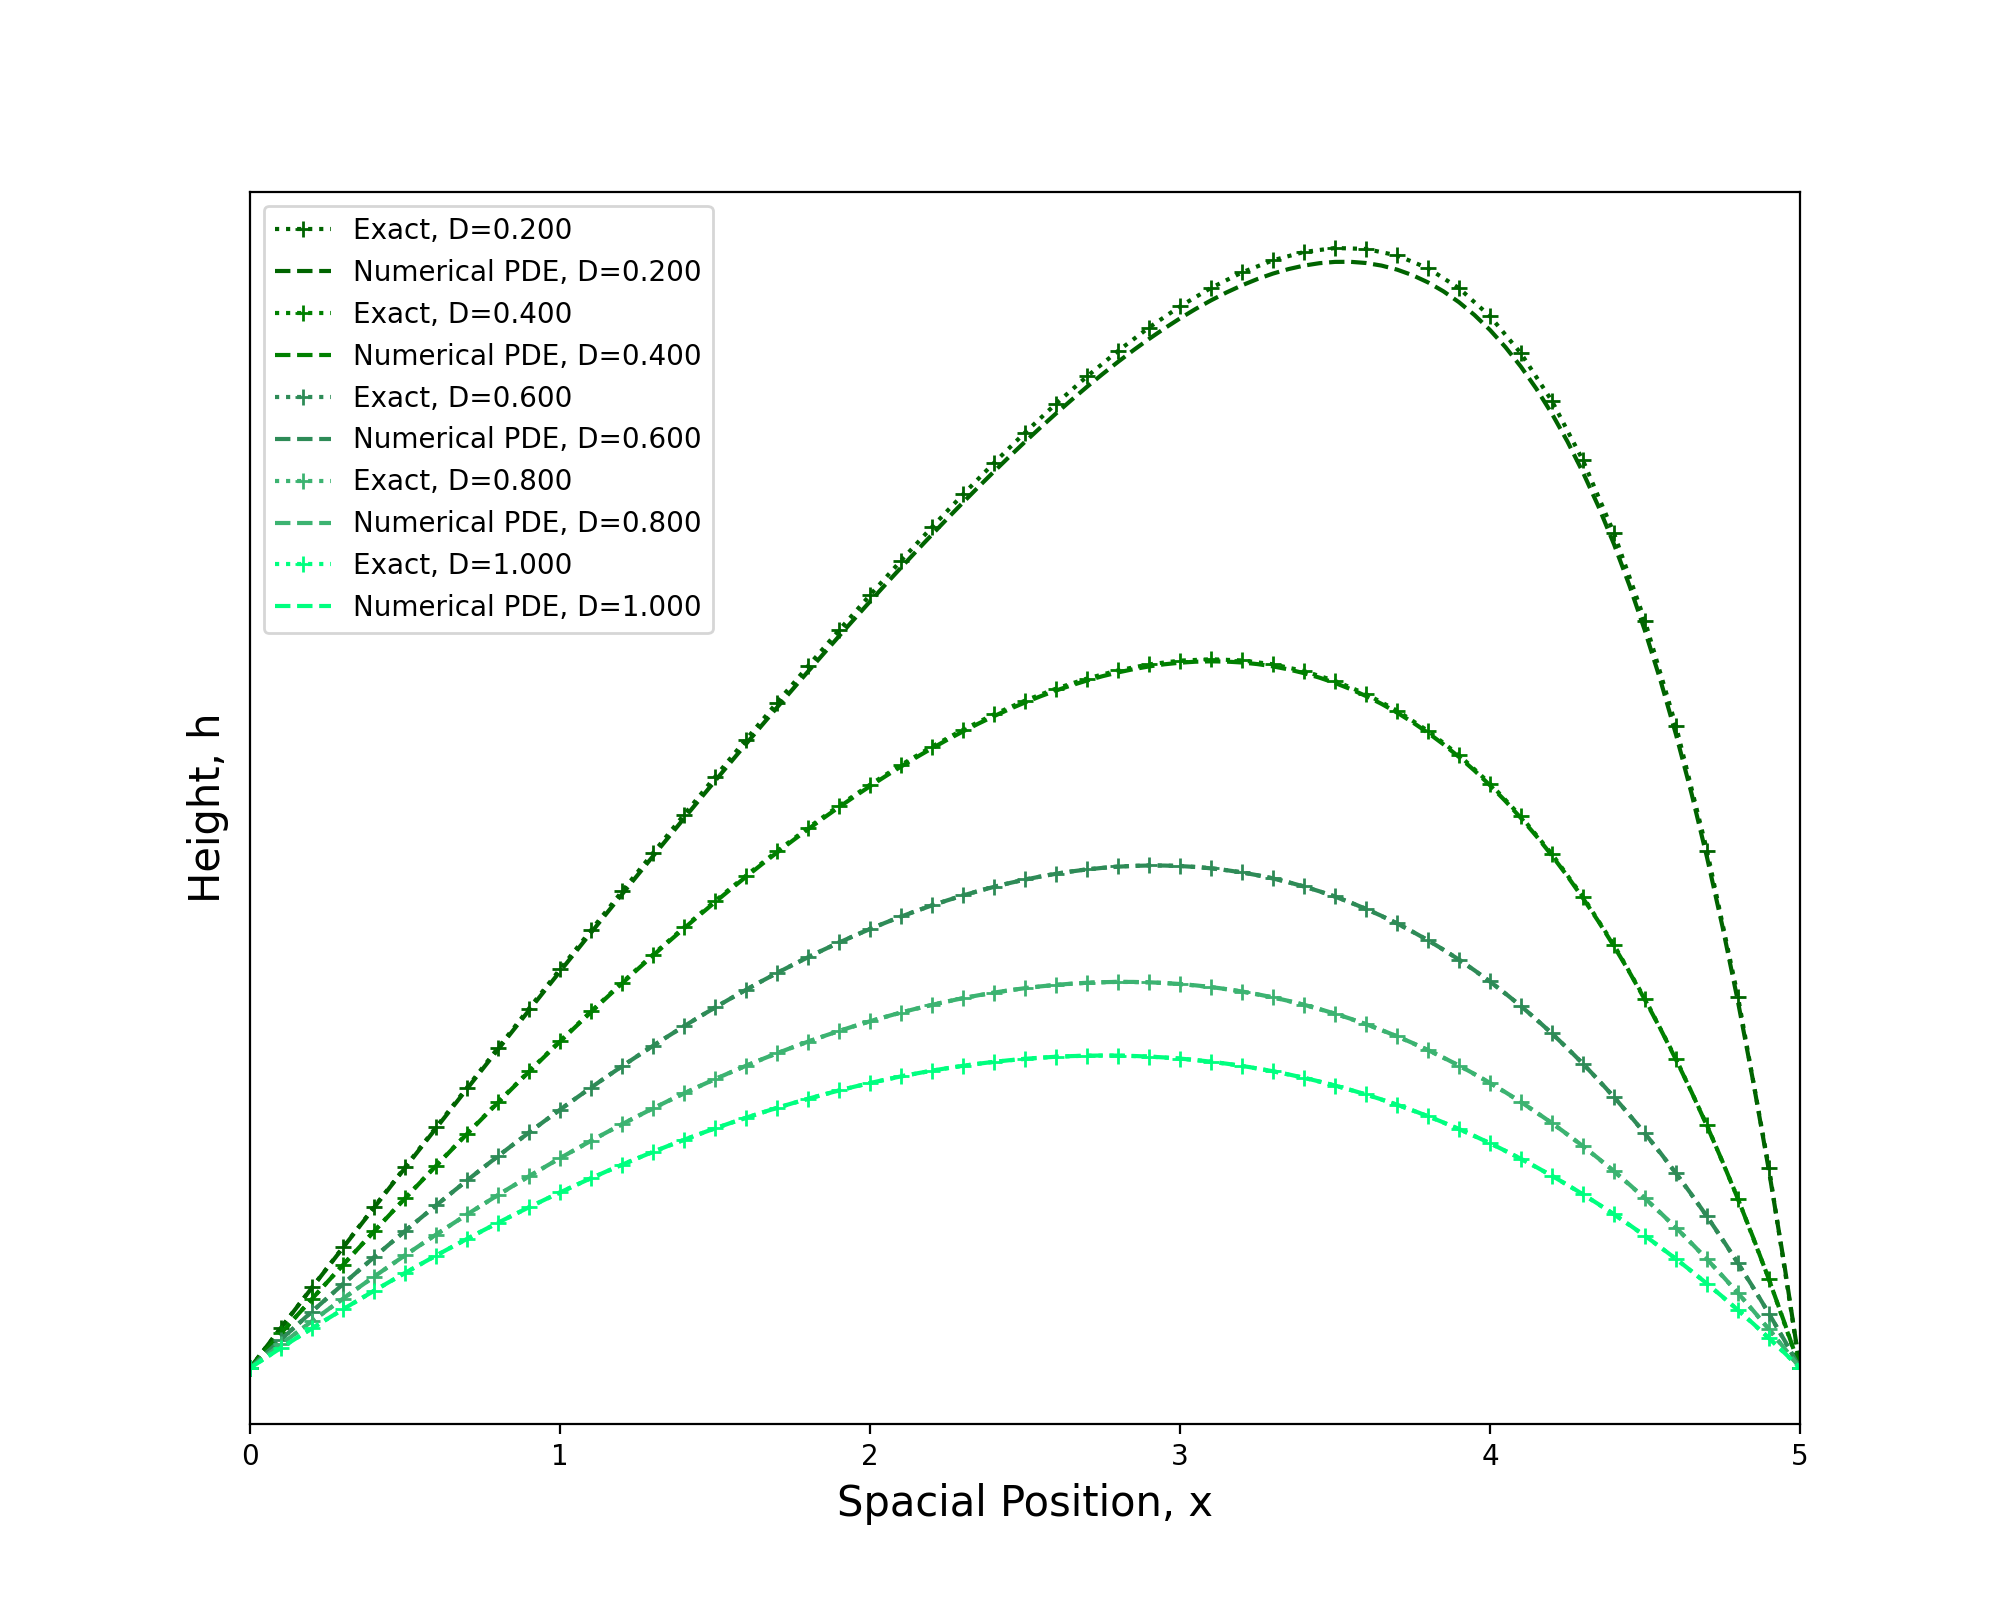 Exact, D=0.200
Numerical PDE, D=0.200
Exact, D=0.400
Numerical PDE, D=0.400
Exact, D=0.600
Numerical PDE, D=0.600
Exact, D=0.800
Numerical PDE, D=0.800
Exact, D=1.000
Numerical PDE, D=1.000
Height, h
0 1 2 3 4 5
Spacial Position, x